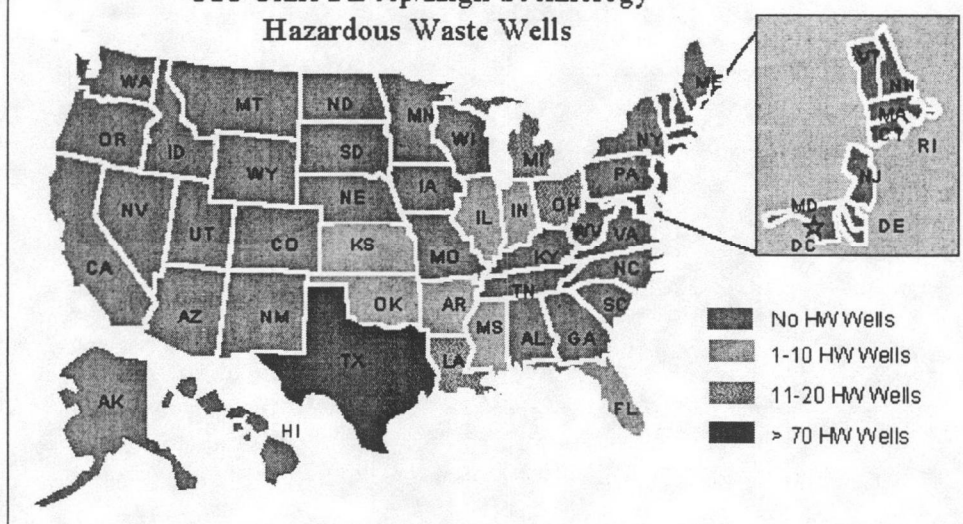 Hazardous Waste Wells
WA
MT
ND
MN
ME
OR
ID
WY
SD
WI
MI
NY
NV
UT
CO
NE
IA
IL
IN
OH
PA
CA
KS
MO
KY
WV
VA
AZ
NM
OK
AR
TN
NC
SC
TX
LA
MS
AL
GA
FL
AK
HI
VT
NH
MA
CT
RI
NJ
MD
DE
DC
No HW Wells
1-10 HW Wells
11-20 HW Wells
> 70 HW Wells